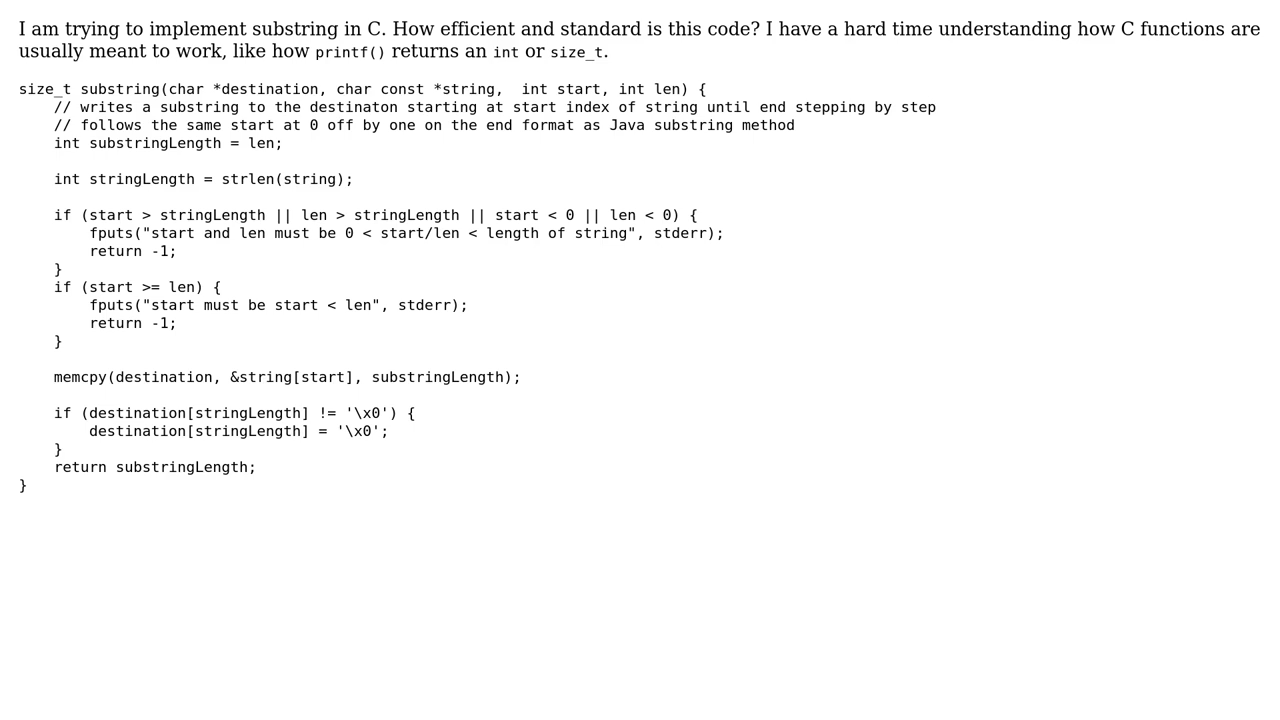 I am trying to implement substring in C. How efficient and standard is this code? I have a hard time understanding how C functions are
usually meant to work, like how printf() returns an int or size_t.
size_t substring(char *destination, char const *string,  int start, int len) {
    // writes a substring to the destinaton starting at start index of string until end stepping by step
    // follows the same start at 0 off by one on the end format as Java substring method
    int substringLength = len;
    int stringLength = strlen(string);
    if (start > stringLength || len > stringLength || start < 0 || len < 0) {
        fputs("start and len must be 0 < start/len < length of string", stderr);
        return -1;
    }
    if (start >= len) {
        fputs("start must be start < len", stderr);
        return -1;
    }
    memcpy(destination, &string[start], substringLength);
    if (destination[stringLength] != '\x0') {
        destination[stringLength] = '\x0';
    }
    return substringLength;
}